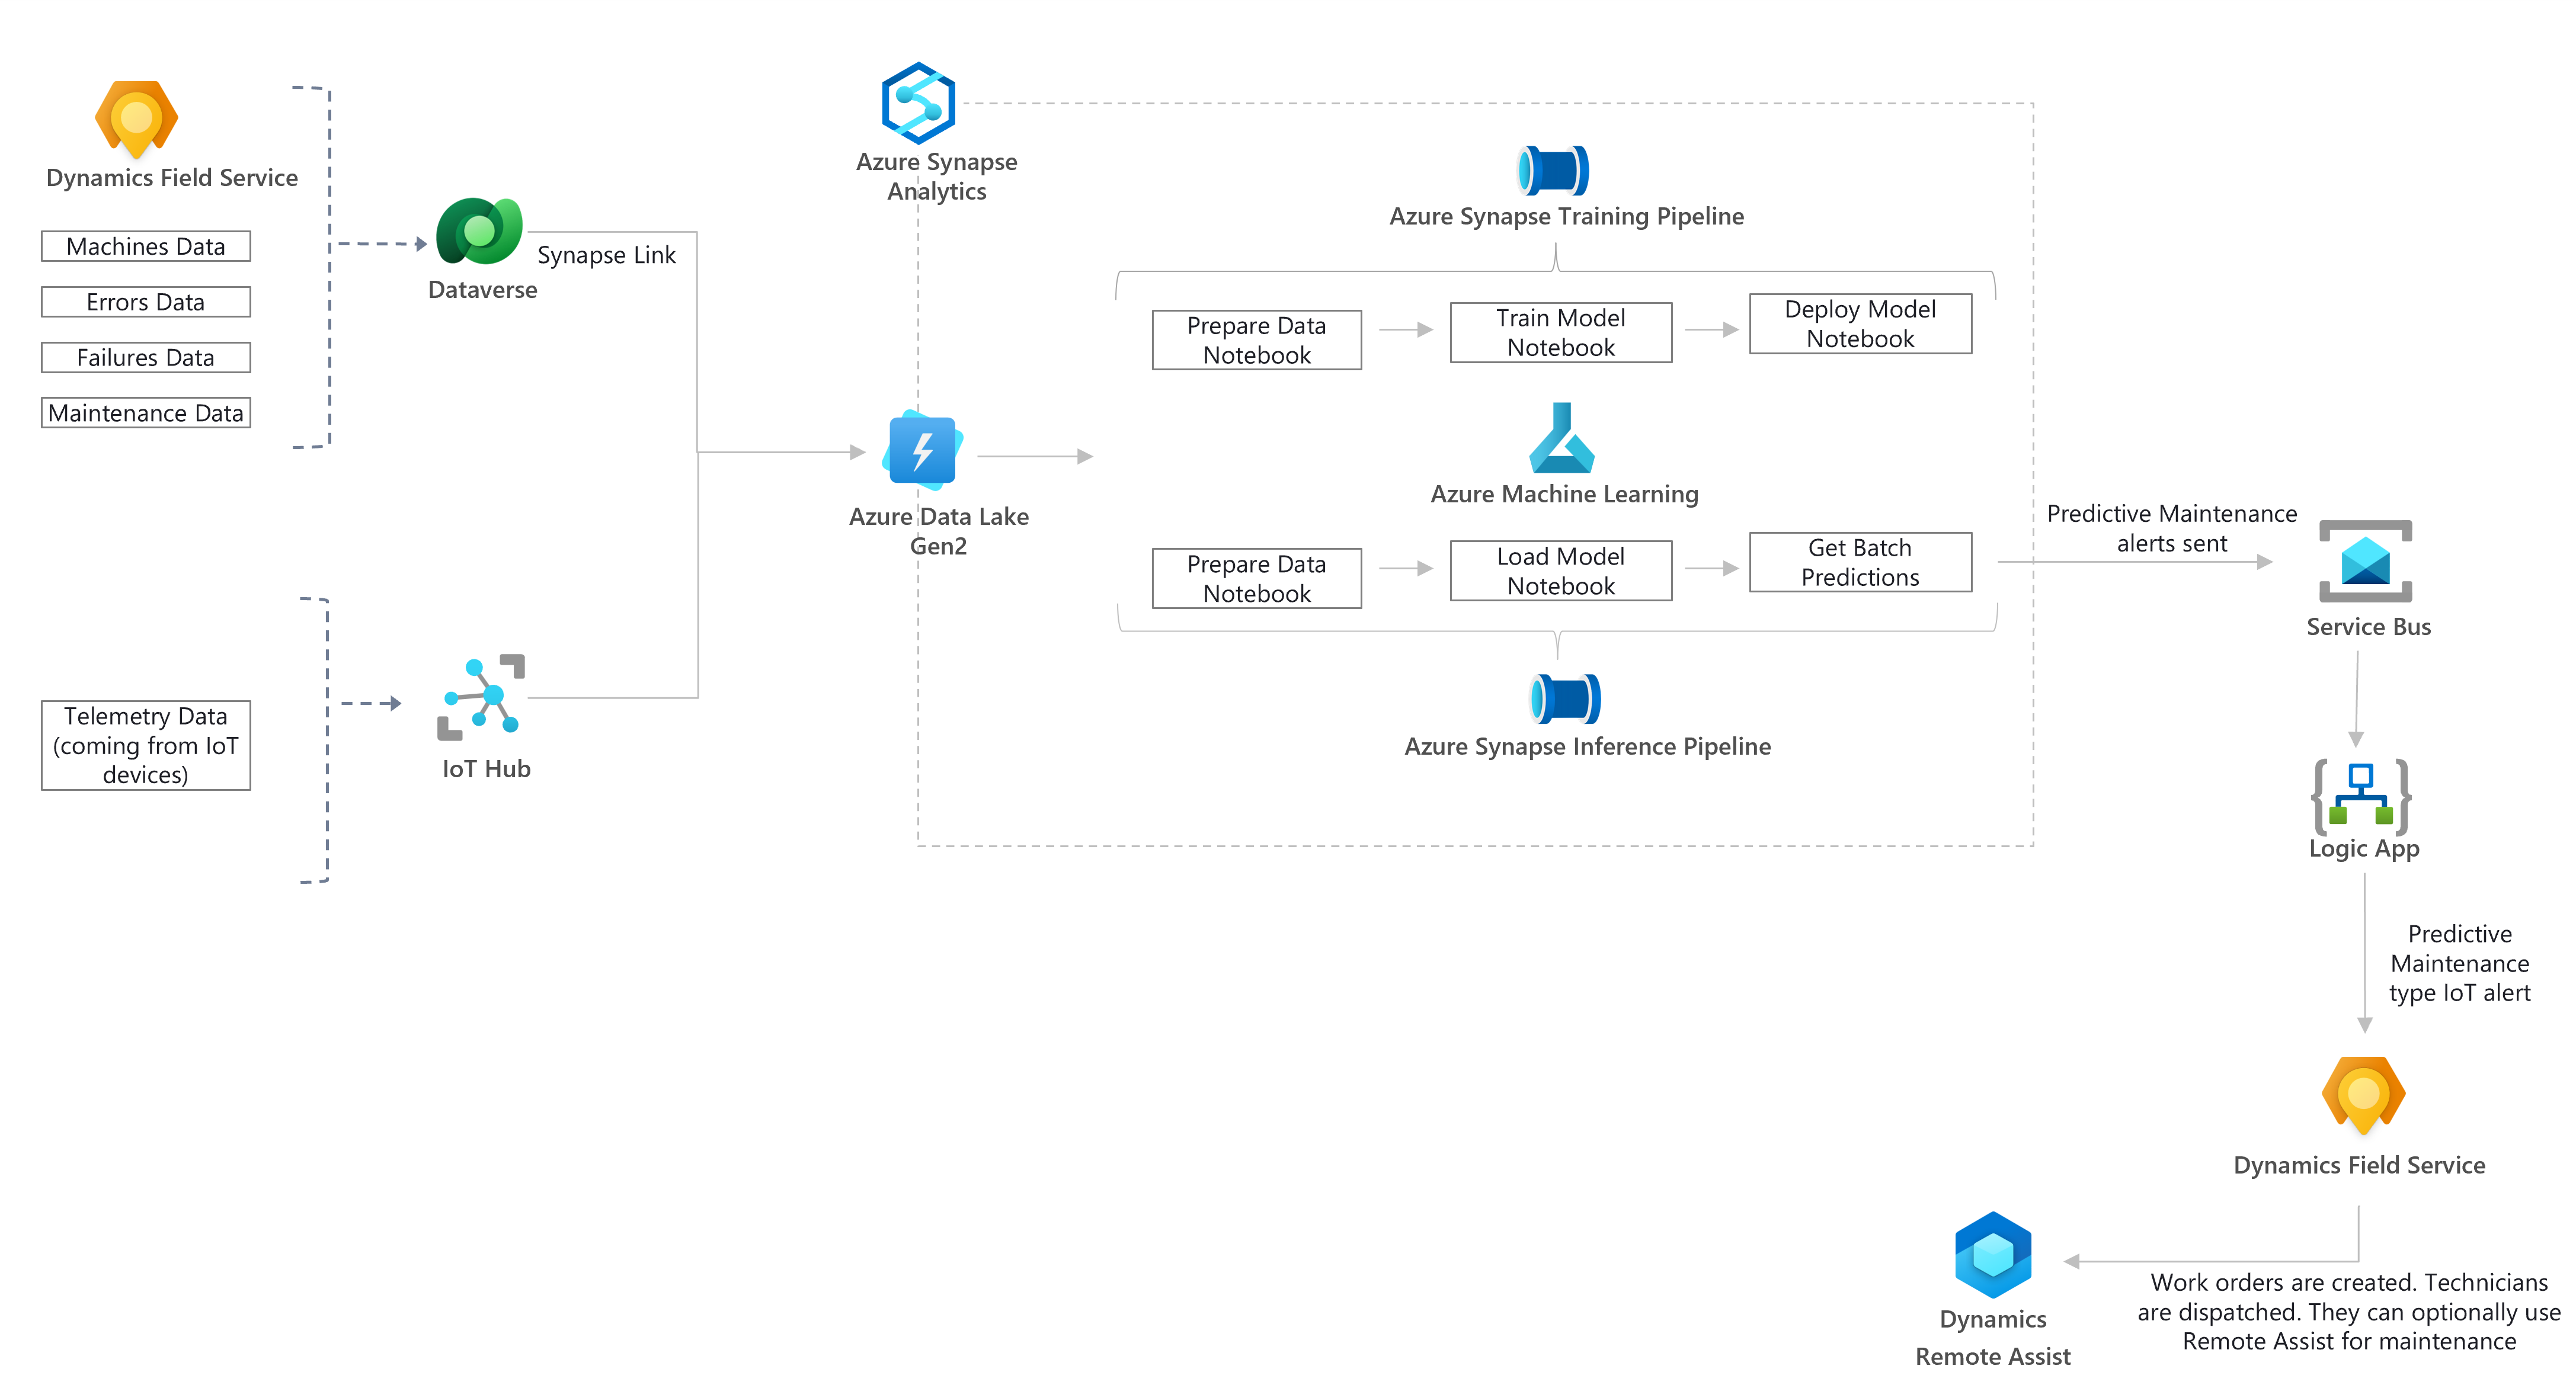 Dynamics Field Service
Machines Data
Errors Data
Failures Data
Maintenance Data
Dataverse
Synapse Link
Telemetry Data
(coming from IoT
devices)
IoT Hub
Azure Synapse
Analytics
Azure Data Lake
Gen2
Azure Synapse Training Pipeline
Prepare Data
Notebook
Train Model
Notebook
Deploy Model
Notebook
Azure Machine Learning
Prepare Data
Notebook
Load Model
Notebook
Get Batch
Predictions
Azure Synapse Inference Pipeline
Predictive Maintenance
alerts sent
Service Bus
Logic App
Predictive
Maintenance
type IoT alert
Dynamics Field Service
Work orders are created. Technicians
are dispatched. They can optionally use
Remote Assist for maintenance
Dynamics
Remote Assist